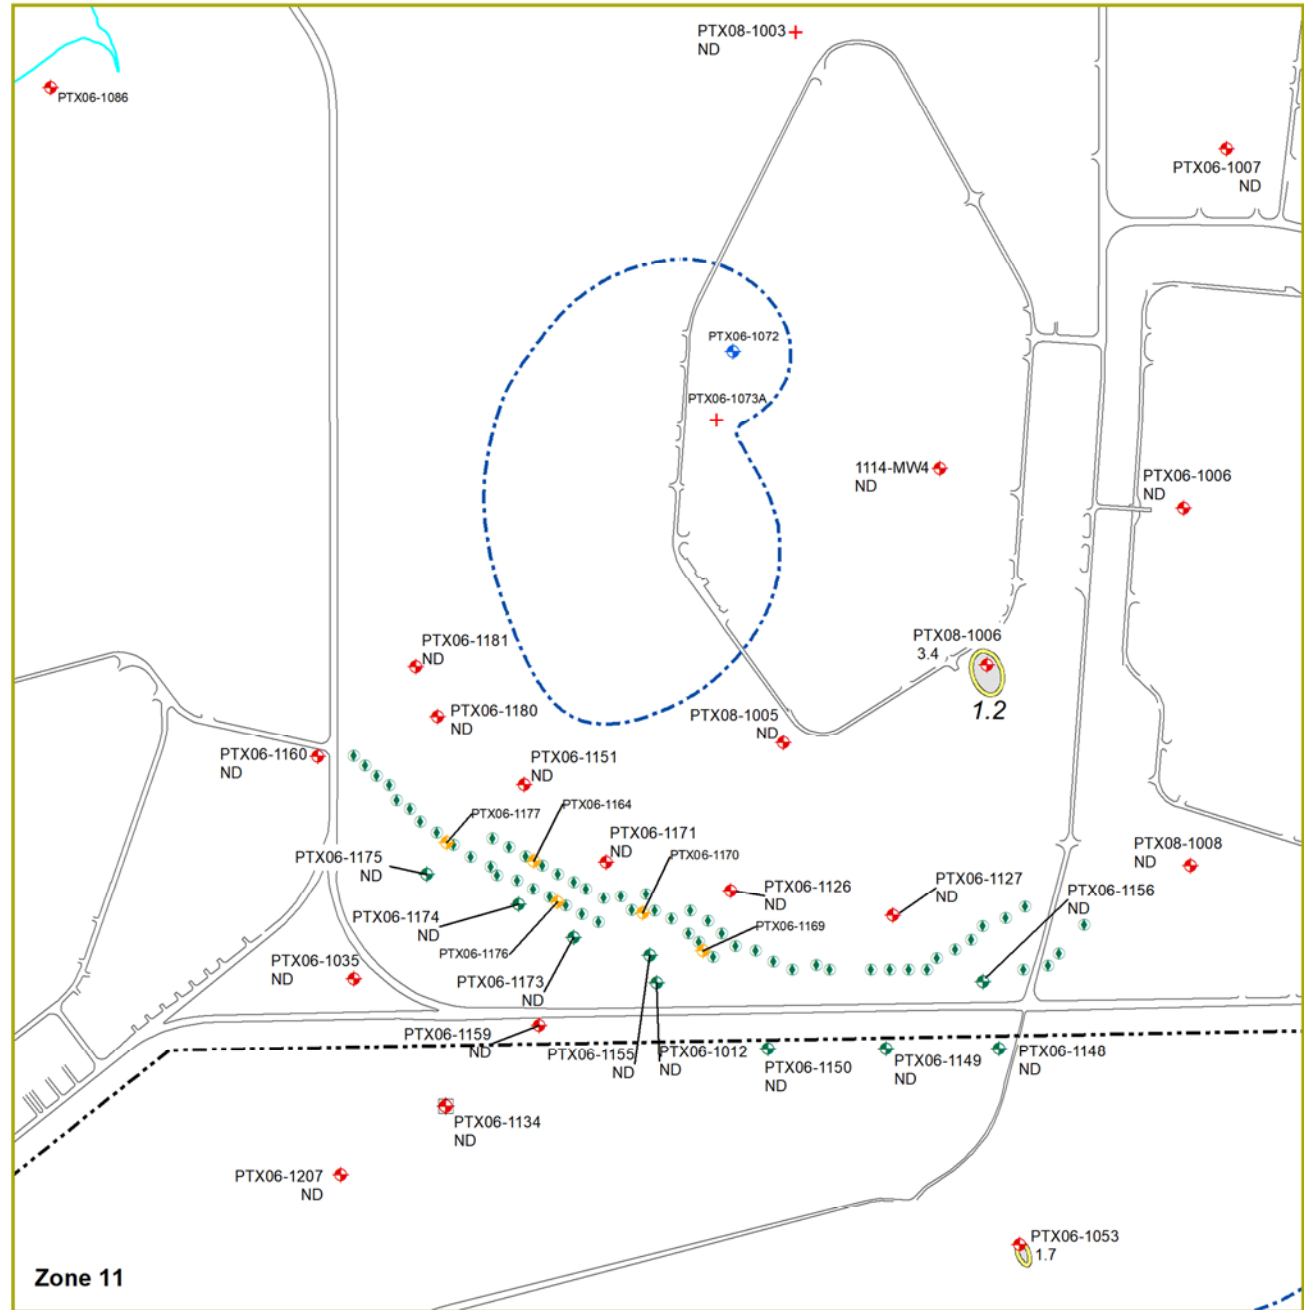 PTX08-1003
ND
PTX06-1086
PTX06-1007
ND
PTX06-1072
PTX06-1073A
1114-MW4
ND
PTX06-1006
ND
PTX06-1181
ND
PTX08-1006
3.4
1.2
PTX06-1180
ND
PTX08-1005
ND
PTX06-1160
ND
PTX06-1151
ND
PTX06-1177
PTX06-1164
PTX06-1171
ND
PTX06-1170
PTX08-1008
ND
PTX06-1175
ND
PTX06-1126
ND
PTX06-1127
ND
PTX06-1156
ND
PTX06-1174
ND
PTX06-1169
PTX06-1176
PTX06-1035
ND
PTX06-1173
ND
PTX06-1159
ND
PTX06-1155
ND
PTX06-1012
ND
PTX06-1150
ND
PTX06-1149
ND
PTX06-1148
ND
PTX06-1134
ND
PTX06-1207
ND
PTX06-1053
1.7
Zone 11